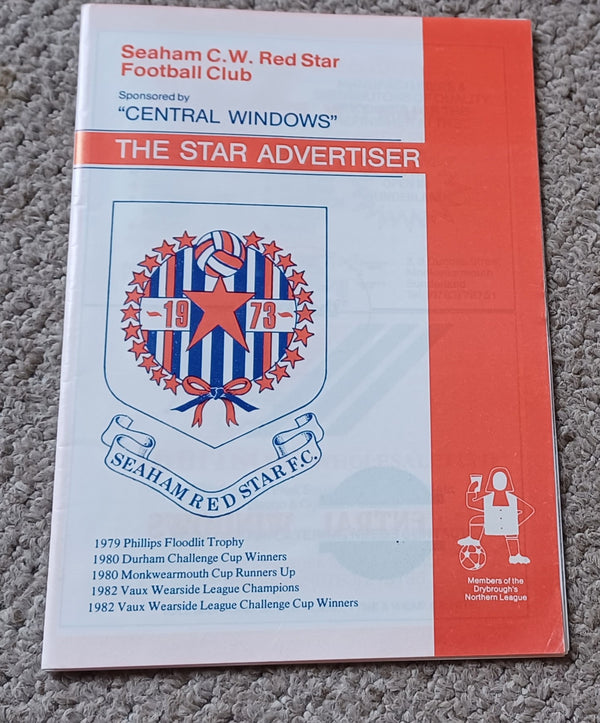 Seaham C.W. Red Star
Football Club
Sponsored by
"CENTRAL WINDOWS"
THE STAR ADVERTISER
1973
SEAHAM RED STAR F.C.
1979 Phillips Floodlit Trophy
1980 Durham Challenge Cup Winners
1980 Monkwearmouth Cup Runners Up
1982 Vaux Wearside League Champions
1982 Vaux Wearside League Challenge Cup Winners
Members of the
Drybrough's
Northern League